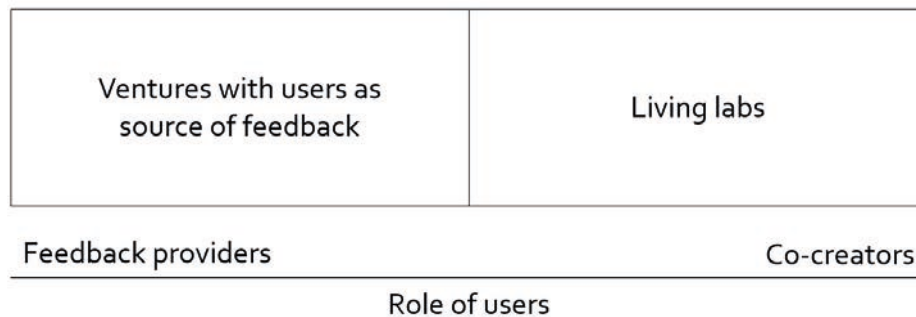 Ventures with users as
source of feedback
Living labs
Feedback providers
Co-creators
Role of users